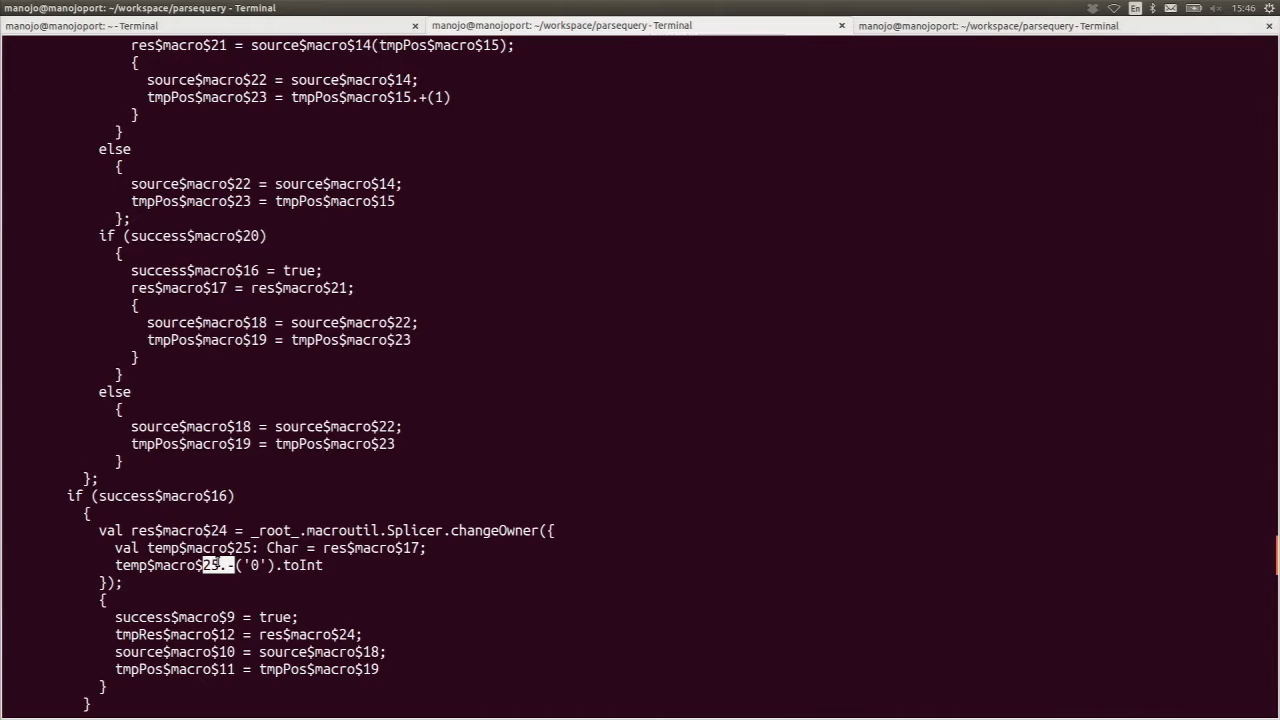 manojo@manojoport: ~/workspace/parsequery - Terminal
En
15:46
manojo@manojoport: ~ - Terminal
manojo@manojoport: ~/workspace/parsequery - Terminal
manojo@manojoport: ~/workspace/parsequery - Terminal
res$macro$21 = source$macro$14(tmpPos$macro$15);
{
source$macro$22 = source$macro$14;
tmpPos$macro$23 = tmpPos$macro$15.+(1)
}
}
else
{
source$macro$22 = source$macro$14;
tmpPos$macro$23 = tmpPos$macro$15
};
if (success$macro$20)
{
success$macro$16 = true;
res$macro$17 = res$macro$21;
{
source$macro$18 = source$macro$22;
tmpPos$macro$19 = tmpPos$macro$23
}
}
else
{
source$macro$18 = source$macro$22;
tmpPos$macro$19 = tmpPos$macro$23
}
};
if (success$macro$16)
{
val res$macro$24 = _root_.macroutil.Splicer.changeOwner({
val temp$macro$25: Char = res$macro$17;
temp$macro$25.-('0').toInt
});
{
success$macro$9 = true;
tmpRes$macro$12 = res$macro$24;
source$macro$10 = source$macro$18;
tmpPos$macro$11 = tmpPos$macro$19
}
}